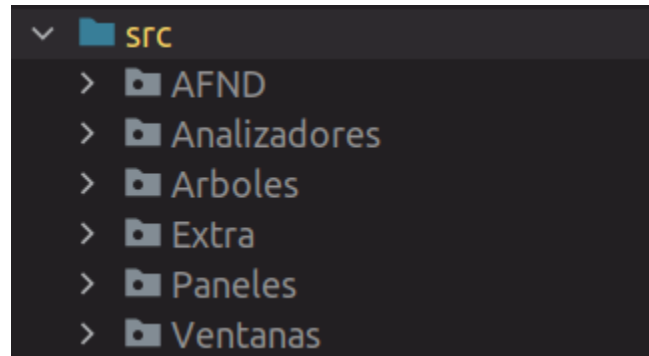 src
AFND
Analizadores
Arboles
Extra
Paneles
Ventanas